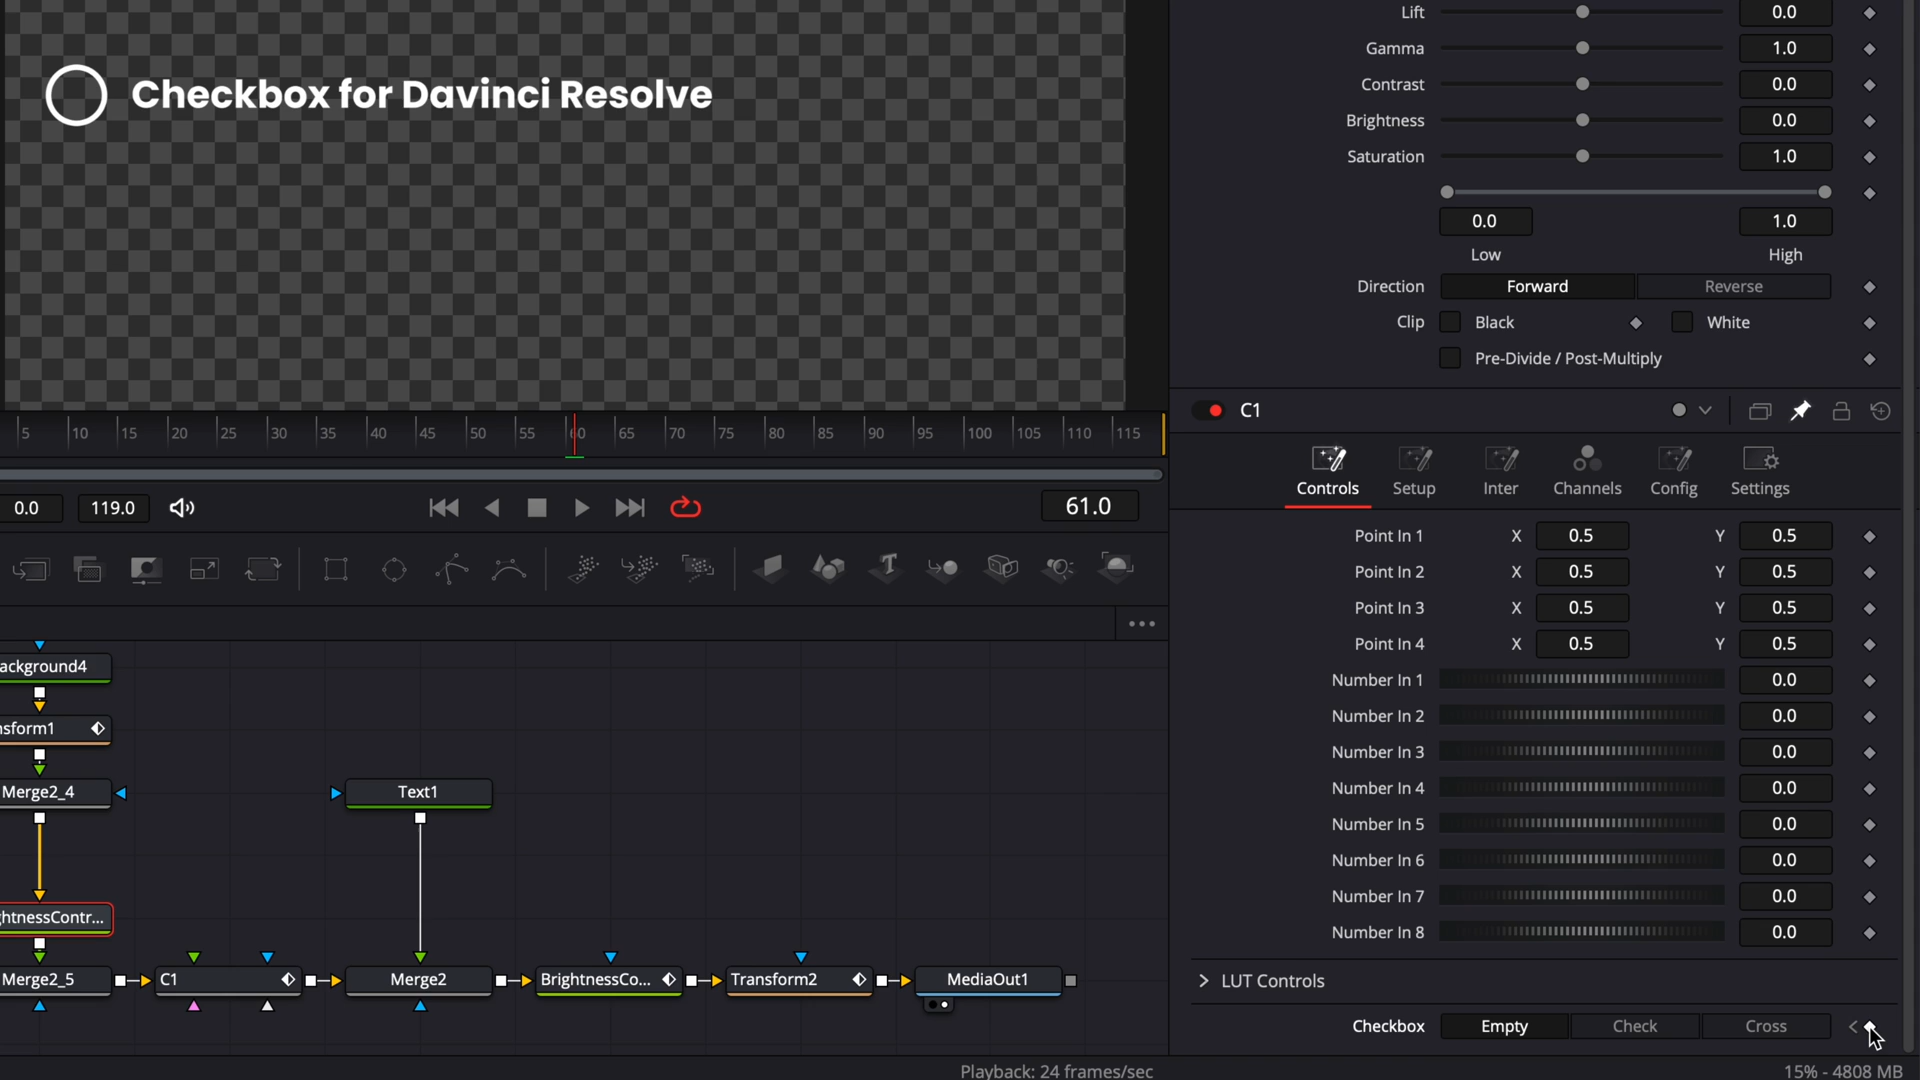 Checkbox for Davinci Resolve
5 10 15 20 25 30 35 40 45 50 55 60 65 70 75 80 85 90 95 100 105 110 115
0.0 119.0 61.0
ackground4
nsform1
Merge2_4
Text1
ghtnessContr...
Merge2_5 C1 Merge2 BrightnessCo... Transform2 MediaOut1
Playback: 24 frames/sec
Lift 0.0
Gamma 1.0
Contrast 0.0
Brightness 0.0
Saturation 1.0
0.0 1.0
Low High
Direction Forward Reverse
Clip Black White
Pre-Divide / Post-Multiply
C1
Controls Setup Inter Channels Config Settings
Point In 1 X 0.5 Y 0.5
Point In 2 X 0.5 Y 0.5
Point In 3 X 0.5 Y 0.5
Point In 4 X 0.5 Y 0.5
Number In 1 0.0
Number In 2 0.0
Number In 3 0.0
Number In 4 0.0
Number In 5 0.0
Number In 6 0.0
Number In 7 0.0
Number In 8 0.0
LUT Controls
Checkbox Empty Check Cross
15% - 4808 MB